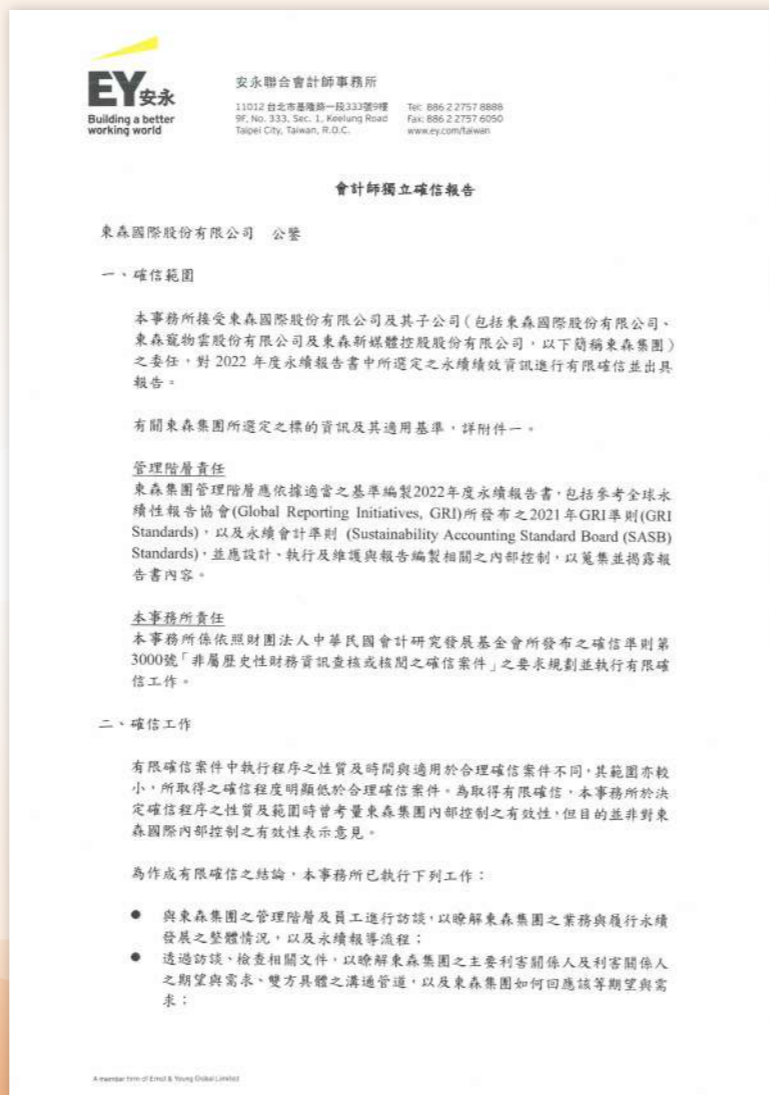 EY安永
Building a better
working world
安永聯合會計師事務所
11012 台北市基隆路一段333號9樓
9F, No. 333, Sec. 1, Keelung Road
Taipei City, Taiwan, R.O.C.
Tel: 886 2 2757 8888
Fax: 886 2 2757 6050
www.ey.com/taiwan
會計師獨立確信報告
東森國際股份有限公司 公鑒
一、確信範圍
本事務所接受東森國際股份有限公司及其子公司(包括東森國際股份有限公司、
東森寵物雲股份有限公司及東森新媒體控股股份有限公司，以下簡稱東森集團)
之委任，對 2022 年度永續報告書中所選定之永續績效資訊進行有限確信並出具
報告。
有關東森集團所選定之標的資訊及其適用基準，詳附件一。
管理階層責任
東森集團管理階層應依據適當之基準編製2022年度永續報告書，包括參考全球永
續性報告協會(Global Reporting Initiatives, GRI)所發布之2021年GRI準則(GRI
Standards)，以及永續會計準則 (Sustainability Accounting Standard Board (SASB)
Standards)，並應設計、執行及維護與報告編製相關之內部控制，以蒐集並揭露報
告書內容。
本事務所責任
本事務所係依照財團法人中華民國會計研究發展基金會所發布之確信準則第
3000號「非屬歷史性財務資訊查核或核閱之確信案件」之要求規劃並執行有限確
信工作。
二、確信工作
有限確信案件中執行程序之性質及時間與適用於合理確信案件不同，其範圍亦較
小，所取得之確信程度明顯低於合理確信案件。為取得有限確信，本事務所於決
定確信程序之性質及範圍時曾考量東森集團內部控制之有效性，但目的並非對東
森國際內部控制之有效性表示意見。
為作成有限確信之結論，本事務所已執行下列工作：
● 與東森集團之管理階層及員工進行訪談，以瞭解東森集團之業務與履行永續
發展之整體情況，以及永續報導流程；
● 透過訪談、檢查相關文件，以瞭解東森集團之主要利害關係人及利害關係人
之期望與需求、雙方具體之溝通管道，以及東森集團如何回應該等期望與需
求；
A member firm of Ernst & Young Global Limited